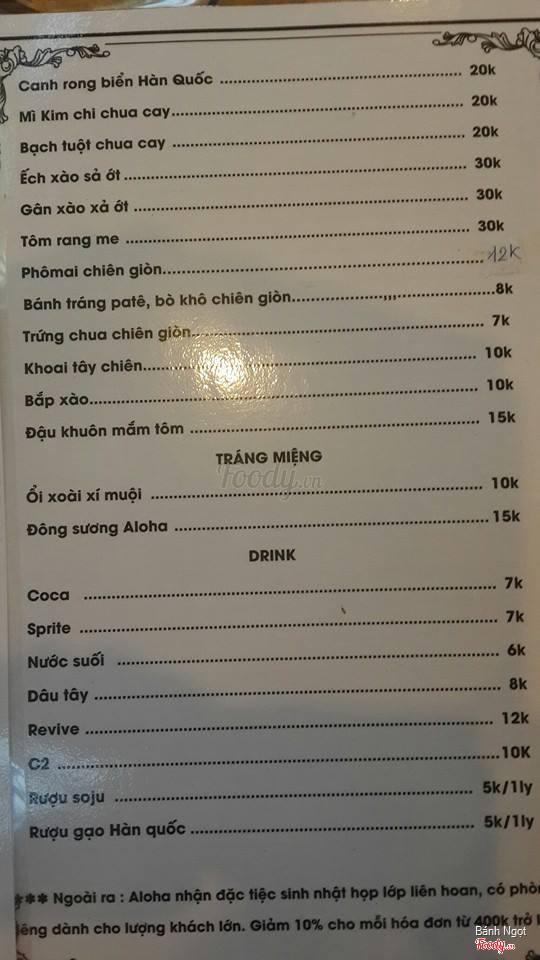 Canh rong biển Hàn Quốc ........ 20k
Mì Kim chi chua cay ........ 20k
Bạch tuột chua cay ........ 20k
Ếch xào sả ớt ........ 30k
Gân xào xả ớt ........ 30k
Tôm rang me ........ 30k
Phômai chiên giòn ........ 12K
Bánh tráng patê, bò khô chiên giòn ........ 8k
Trứng chua chiên giòn ........ 7k
Khoai tây chiên ........ 10k
Bắp xào ........ 10k
Đậu khuôn mắm tôm ........ 15k
TRÁNG MIỆNG
Foody.vn
Ổi xoài xí muội ........ 10k
Đông sương Aloha ........ 15k
DRINK
Coca ........ 7k
Sprite ........ 7k
Nước suối ........ 6k
Dâu tây ........ 8k
Revive ........ 12k
C2 ........ 10K
Rượu soju ........ 5k/1ly
Rượu gạo Hàn quốc ........ 5k/1ly
*** Ngoài ra : Aloha nhận đặc tiệc sinh nhật họp lớp liên hoan, có
dành cho lượng khách lớn. Giảm 10% cho mỗi hóa đơn từ 400k trở
Bánh Ngọt
Foody.vn